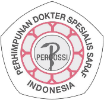 PERHIMPUNAN DOKTER SPESIALIS SARAF
PERDOSSI
INDONESIA